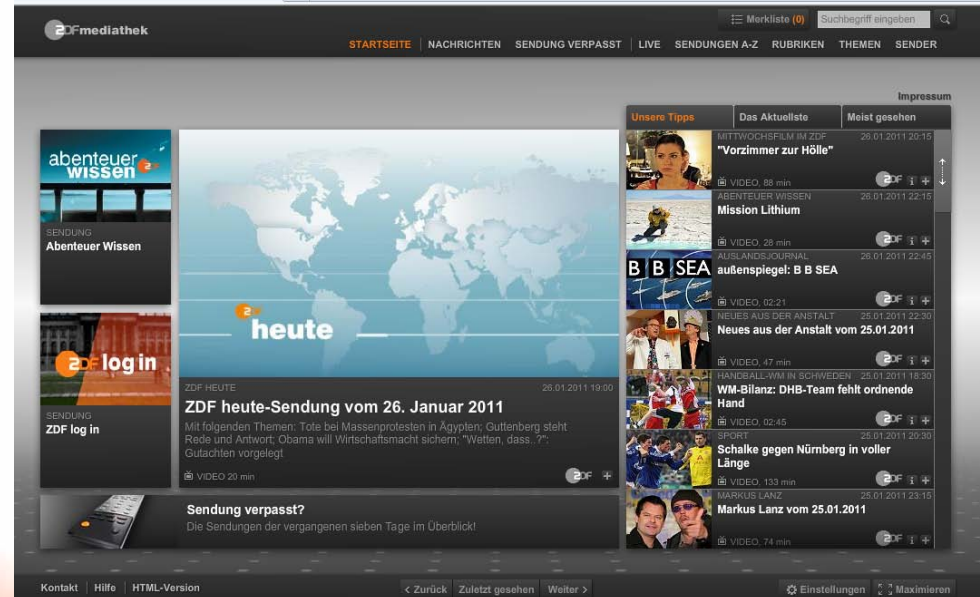 ZDFmediathek
Merkliste (0)
Suchbegriff eingeben
STARTSEITE NACHRICHTEN SENDUNG VERPASST LIVE SENDUNGEN A-Z RUBRIKEN THEMEN SENDER
Impressum
abenteuer
wissen
SENDUNG
Abenteuer Wissen
ZDF log in
SENDUNG
ZDF log in
heute
ZDF HEUTE 26.01.2011 19:00
ZDF heute-Sendung vom 26. Januar 2011
Mit folgenden Themen: Tote bei Massenprotesten in Ägypten; Guttenberg steht
Rede und Antwort; Obama will Wirtschaftsmacht sichern; "Wetten, dass..?":
Gutachten vorgelegt
VIDEO 20 min
ZDF
Sendung verpasst?
Die Sendungen der vergangenen sieben Tage im Überblick!
Unsere Tipps Das Aktuellste Meist gesehen
MITTWOCHSFILM IM ZDF 26.01.2011 20:15
"Vorzimmer zur Hölle"
VIDEO, 88 min ZDF
ABENTEUER WISSEN 26.01.2011 22:15
Mission Lithium
VIDEO, 28 min ZDF
B B SEA
AUSLANDSJOURNAL 26.01.2011 22:45
außenspiegel: B B SEA
VIDEO, 02:21 ZDF
NEUES AUS DER ANSTALT 25.01.2011 22:30
Neues aus der Anstalt vom 25.01.2011
VIDEO, 47 min ZDF
HANDBALL-WM IN SCHWEDEN 25.01.2011 18:30
WM-Bilanz: DHB-Team fehlt ordnende
Hand
VIDEO, 02:45 ZDF
SPORT 25.01.2011 20:30
Schalke gegen Nürnberg in voller
Länge
VIDEO, 133 min ZDF
MARKUS LANZ 25.01.2011 23:15
Markus Lanz vom 25.01.2011
VIDEO, 74 min ZDF
Kontakt Hilfe HTML-Version
< Zurück Zuletzt gesehen Weiter >
Einstellungen Maximieren